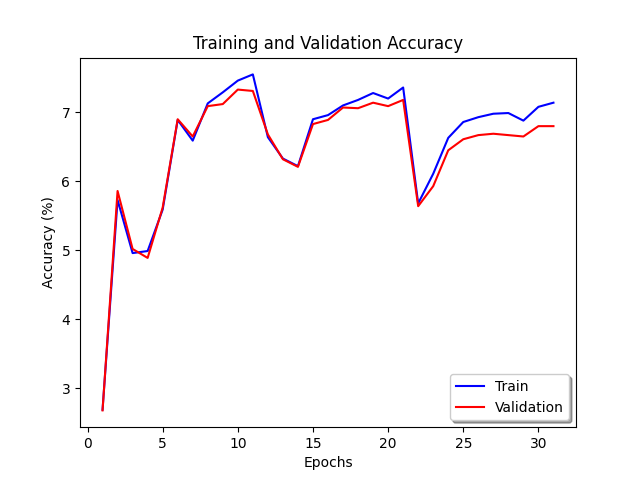 Training and Validation Accuracy
Accuracy (%)
7
6
5
4
3
0 5 10 15 20 25 30
Epochs
Train
Validation